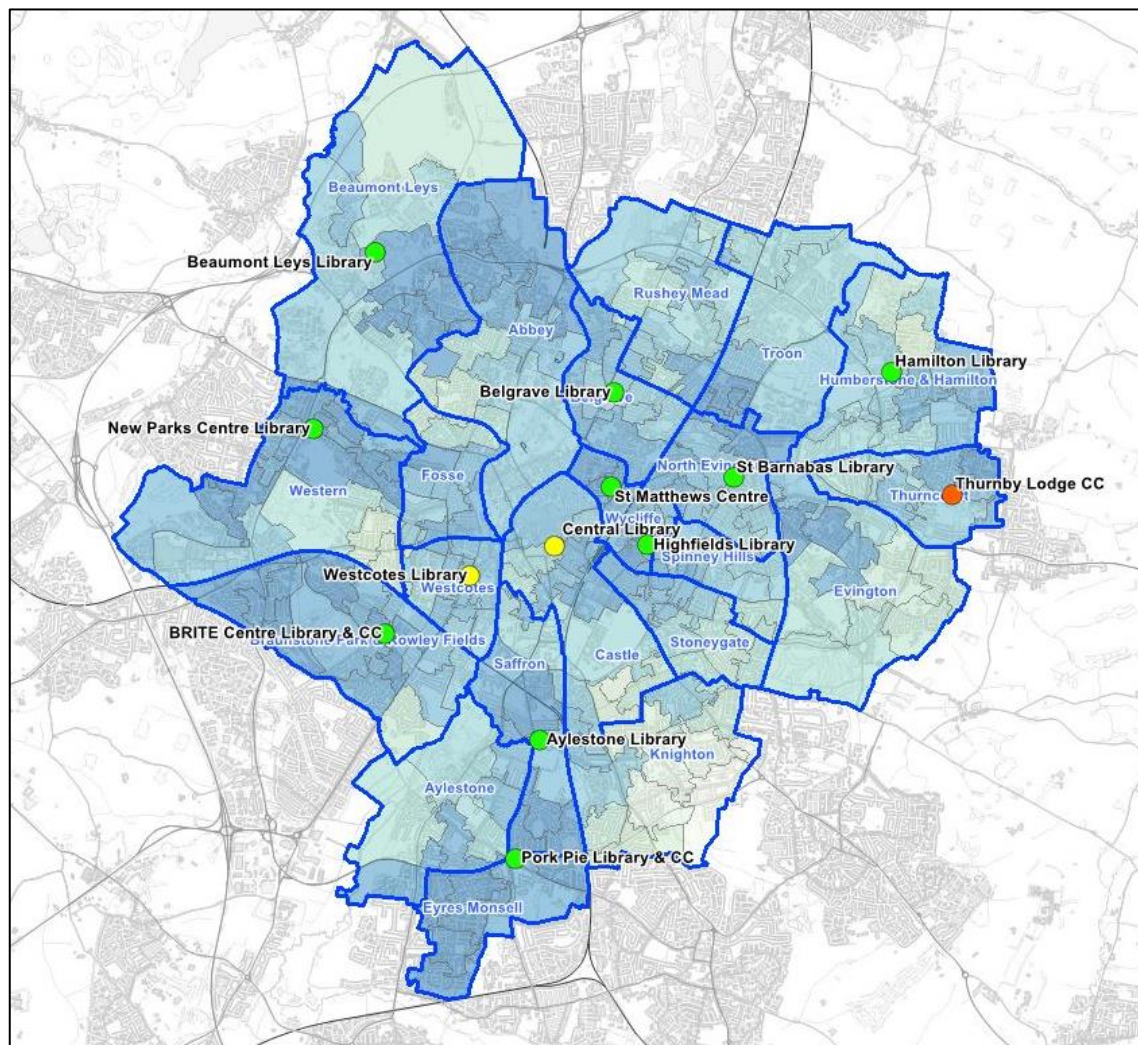 Beaumont Leys
Beaumont Leys Library
Rushey Mead
Abbey
Troon
Hamilton Library
Humberstone & Hamilton
Belgrave Library
New Parks Centre Library
North
Fosse
St Barnabas Library
Western
Thurnby Lodge CC
St Matthews Centre
Wycliffe
Central Library
Highfields Library
Spinney Hills
Westcotes Library
Westcotes
Evington
BRITE Centre Library & CC
Rowley Fields
Stoneygate
Castle
Saffron
Aylestone Library
Knighton
Aylestone
Pork Pie Library & CC
Eyres Monsell